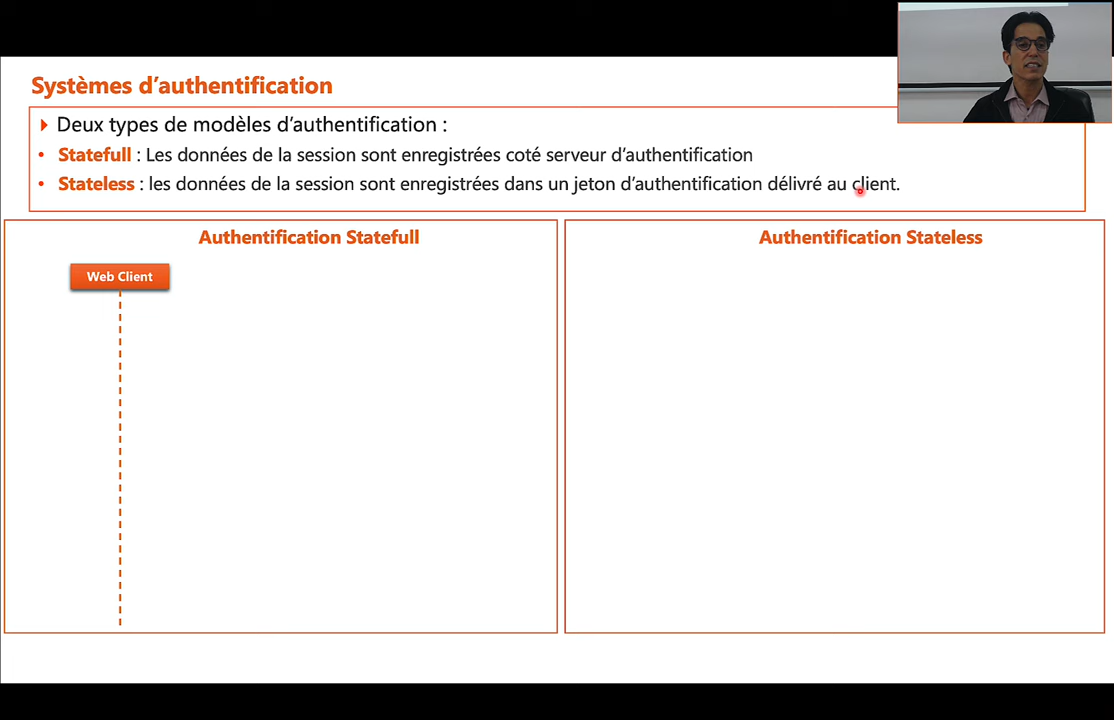 Systèmes d’authentification
Deux types de modèles d’authentification :
• Statefull : Les données de la session sont enregistrées coté serveur d’authentification
• Stateless : les données de la session sont enregistrées dans un jeton d’authentification délivré au client.
Authentification Statefull
Web Client
Authentification Stateless